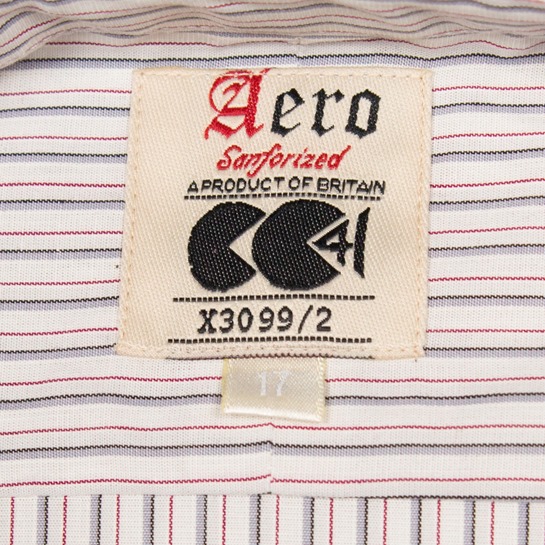 Aero
Sanforized
A PRODUCT OF BRITAIN
CC41
X3099/2
17